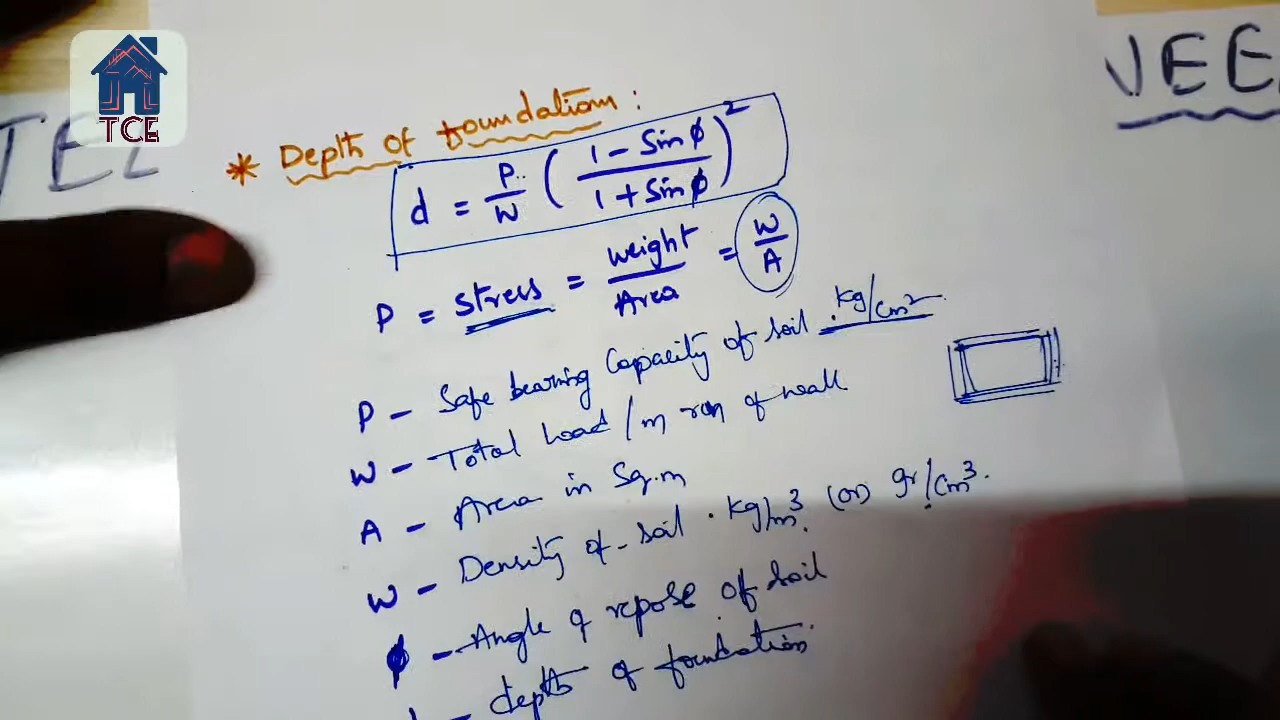 TCE
TEL
VEE
* Depth of foundation :
d = P/W ( (1 - Sin φ) / (1 + Sin φ) )²
P = stress = weight/Area = W/A
P - Safe bearing Capacity of soil . kg/cm²
W - Total load /m run of wall
A - Area in Sq.m
W - Density of soil . kg/m³ (or) gr/cm³.
φ - Angle of repose of soil
d - depth of foundation